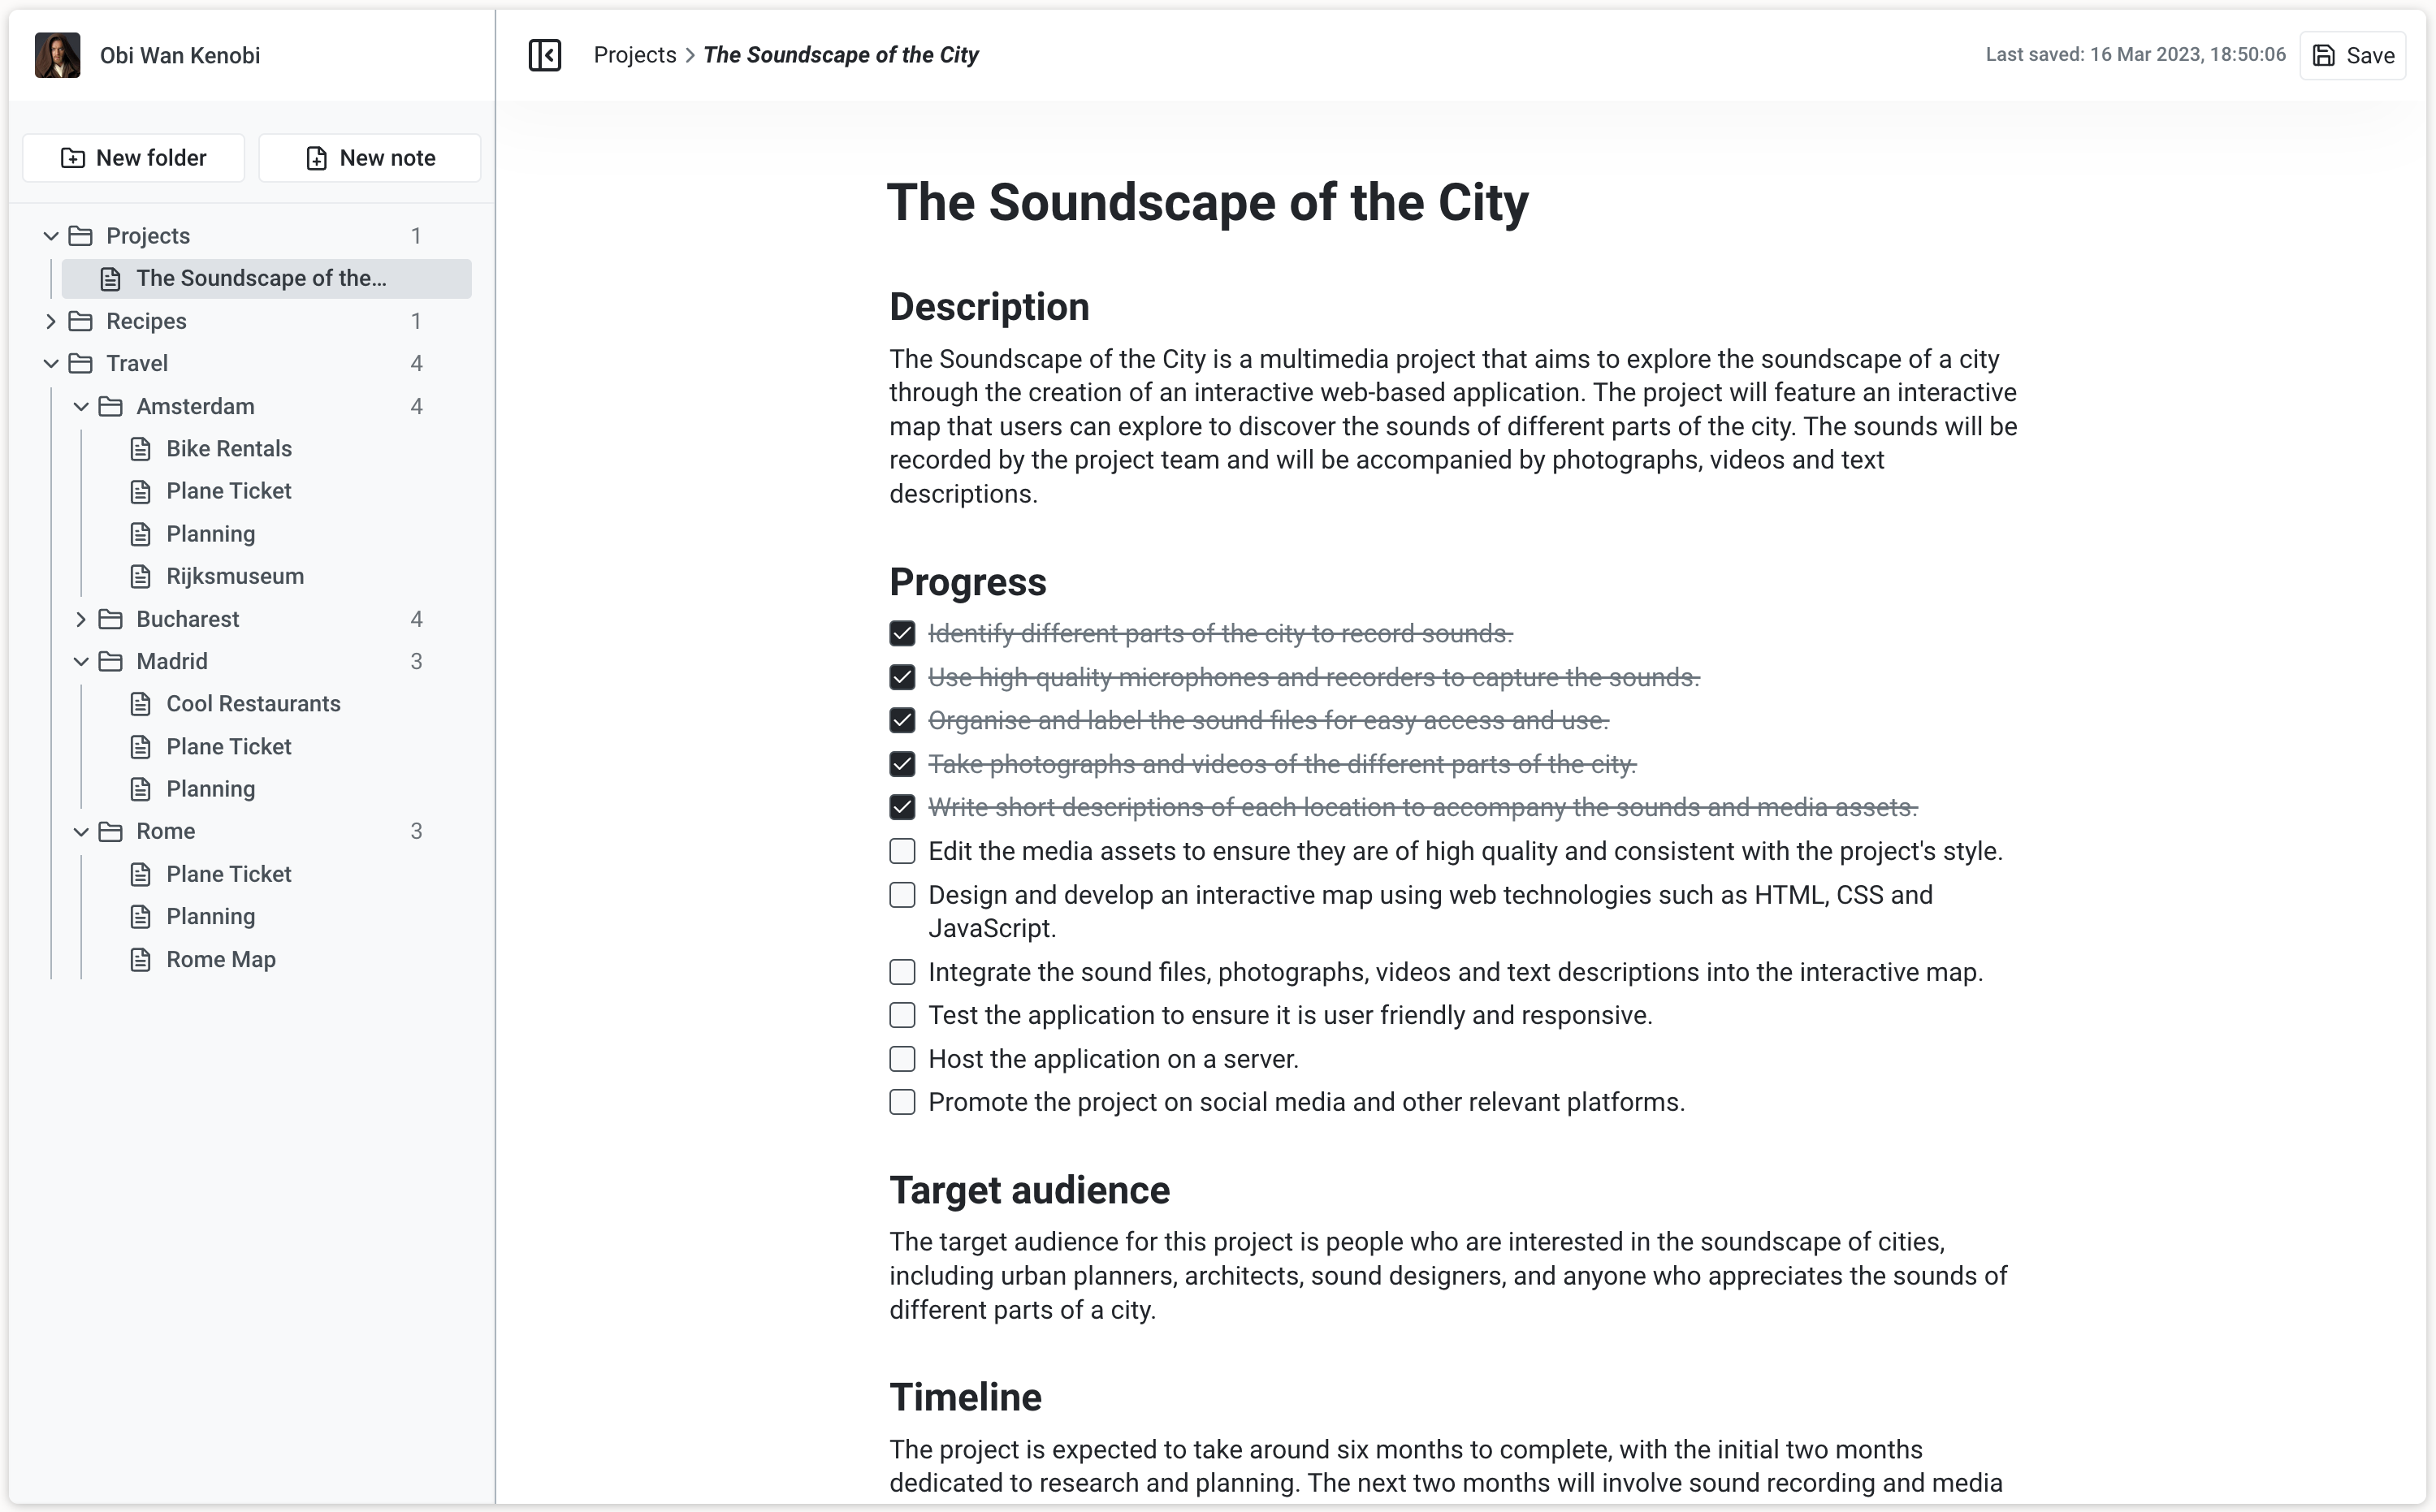 Obi Wan Kenobi
Projects > The Soundscape of the City
Last saved: 16 Mar 2023, 18:50:06
Save
New folder
New note
Projects 1
The Soundscape of the...
Recipes 1
Travel 4
Amsterdam 4
Bike Rentals
Plane Ticket
Planning
Rijksmuseum
Bucharest 4
Madrid 3
Cool Restaurants
Plane Ticket
Planning
Rome 3
Plane Ticket
Planning
Rome Map
The Soundscape of the City
Description
The Soundscape of the City is a multimedia project that aims to explore the soundscape of a city
through the creation of an interactive web-based application. The project will feature an interactive
map that users can explore to discover the sounds of different parts of the city. The sounds will be
recorded by the project team and will be accompanied by photographs, videos and text
descriptions.
Progress
Identify different parts of the city to record sounds.
Use high-quality microphones and recorders to capture the sounds.
Organise and label the sound files for easy access and use.
Take photographs and videos of the different parts of the city.
Write short descriptions of each location to accompany the sounds and media assets.
Edit the media assets to ensure they are of high quality and consistent with the project's style.
Design and develop an interactive map using web technologies such as HTML, CSS and
JavaScript.
Integrate the sound files, photographs, videos and text descriptions into the interactive map.
Test the application to ensure it is user friendly and responsive.
Host the application on a server.
Promote the project on social media and other relevant platforms.
Target audience
The target audience for this project is people who are interested in the soundscape of cities,
including urban planners, architects, sound designers, and anyone who appreciates the sounds of
different parts of a city.
Timeline
The project is expected to take around six months to complete, with the initial two months
dedicated to research and planning. The next two months will involve sound recording and media